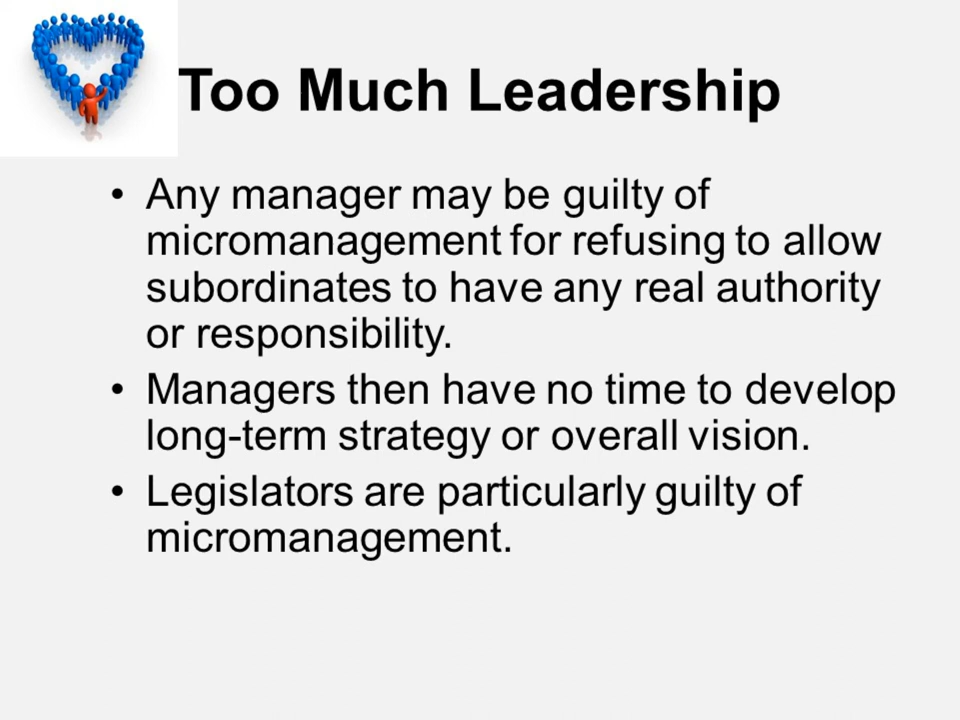 Too Much Leadership
• Any manager may be guilty of
micromanagement for refusing to allow
subordinates to have any real authority
or responsibility.
• Managers then have no time to develop
long-term strategy or overall vision.
• Legislators are particularly guilty of
micromanagement.